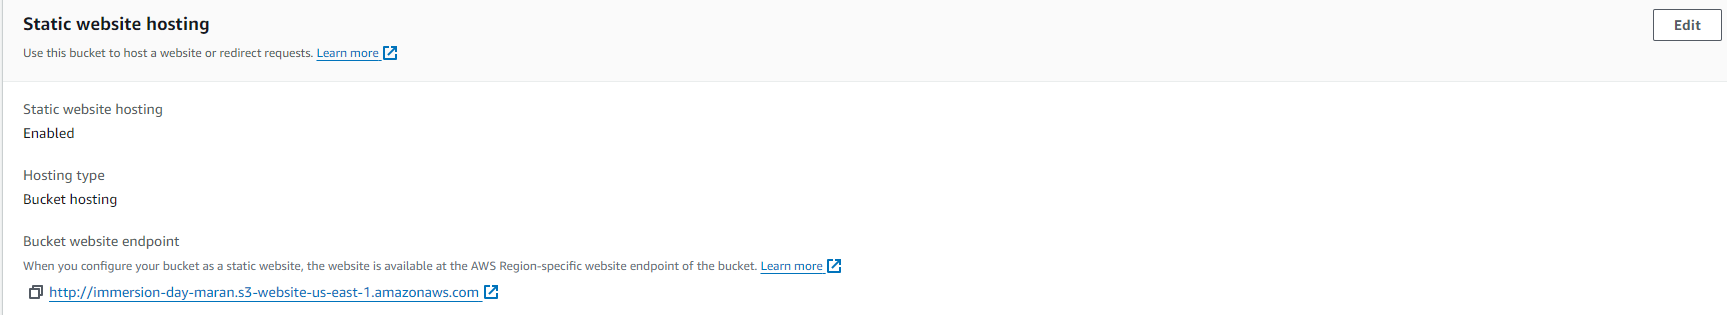 Static website hosting
Edit
Use this bucket to host a website or redirect requests. Learn more
Static website hosting
Enabled
Hosting type
Bucket hosting
Bucket website endpoint
When you configure your bucket as a static website, the website is available at the AWS Region-specific website endpoint of the bucket. Learn more
http://immersion-day-maran.s3-website-us-east-1.amazonaws.com